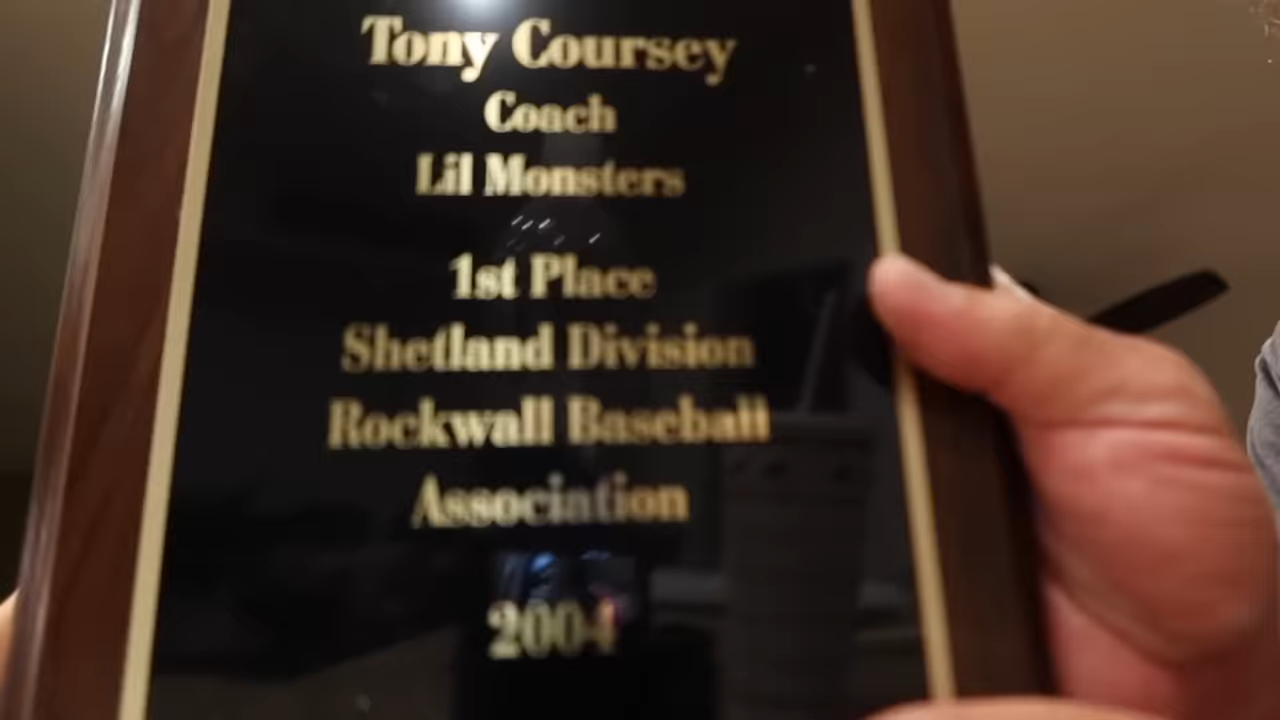 Tony Coursey
Coach
Lil Monsters
1st Place
Shetland Division
Rockwall Baseball
Association
2004